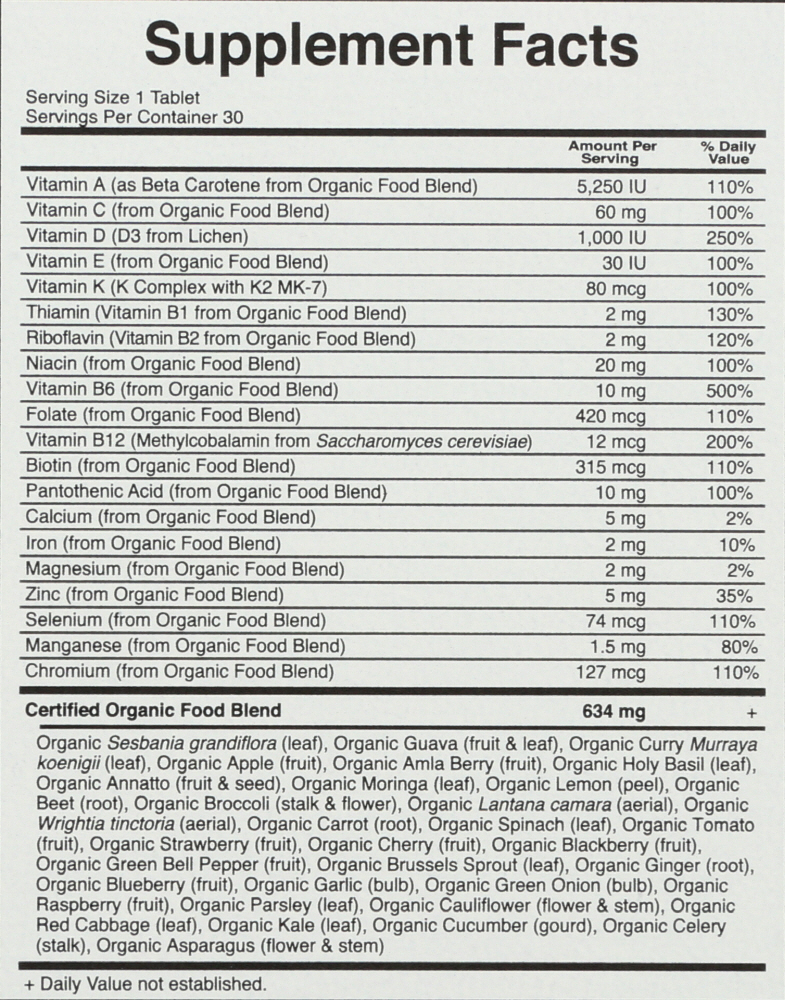 Supplement Facts
Serving Size 1 Tablet
Servings Per Container 30
Amount Per Serving % Daily Value
Vitamin A (as Beta Carotene from Organic Food Blend) 5,250 IU 110%
Vitamin C (from Organic Food Blend) 60 mg 100%
Vitamin D (D3 from Lichen) 1,000 IU 250%
Vitamin E (from Organic Food Blend) 30 IU 100%
Vitamin K (K Complex with K2 MK-7) 80 mcg 100%
Thiamin (Vitamin B1 from Organic Food Blend) 2 mg 130%
Riboflavin (Vitamin B2 from Organic Food Blend) 2 mg 120%
Niacin (from Organic Food Blend) 20 mg 100%
Vitamin B6 (from Organic Food Blend) 10 mg 500%
Folate (from Organic Food Blend) 420 mcg 110%
Vitamin B12 (Methylcobalamin from Saccharomyces cerevisiae) 12 mcg 200%
Biotin (from Organic Food Blend) 315 mcg 110%
Pantothenic Acid (from Organic Food Blend) 10 mg 100%
Calcium (from Organic Food Blend) 5 mg 2%
Iron (from Organic Food Blend) 2 mg 10%
Magnesium (from Organic Food Blend) 2 mg 2%
Zinc (from Organic Food Blend) 5 mg 35%
Selenium (from Organic Food Blend) 74 mcg 110%
Manganese (from Organic Food Blend) 1.5 mg 80%
Chromium (from Organic Food Blend) 127 mcg 110%
Certified Organic Food Blend 634 mg +
Organic Sesbania grandiflora (leaf), Organic Guava (fruit & leaf), Organic Curry Murraya
koenigii (leaf), Organic Apple (fruit), Organic Amla Berry (fruit), Organic Holy Basil (leaf),
Organic Annatto (fruit & seed), Organic Moringa (leaf), Organic Lemon (peel), Organic
Beet (root), Organic Broccoli (stalk & flower), Organic Lantana camara (aerial), Organic
Wrightia tinctoria (aerial), Organic Carrot (root), Organic Spinach (leaf), Organic Tomato
(fruit), Organic Strawberry (fruit), Organic Cherry (fruit), Organic Blackberry (fruit),
Organic Green Bell Pepper (fruit), Organic Brussels Sprout (leaf), Organic Ginger (root),
Organic Blueberry (fruit), Organic Garlic (bulb), Organic Green Onion (bulb), Organic
Raspberry (fruit), Organic Parsley (leaf), Organic Cauliflower (flower & stem), Organic
Red Cabbage (leaf), Organic Kale (leaf), Organic Cucumber (gourd), Organic Celery
(stalk), Organic Asparagus (flower & stem)
+ Daily Value not established.